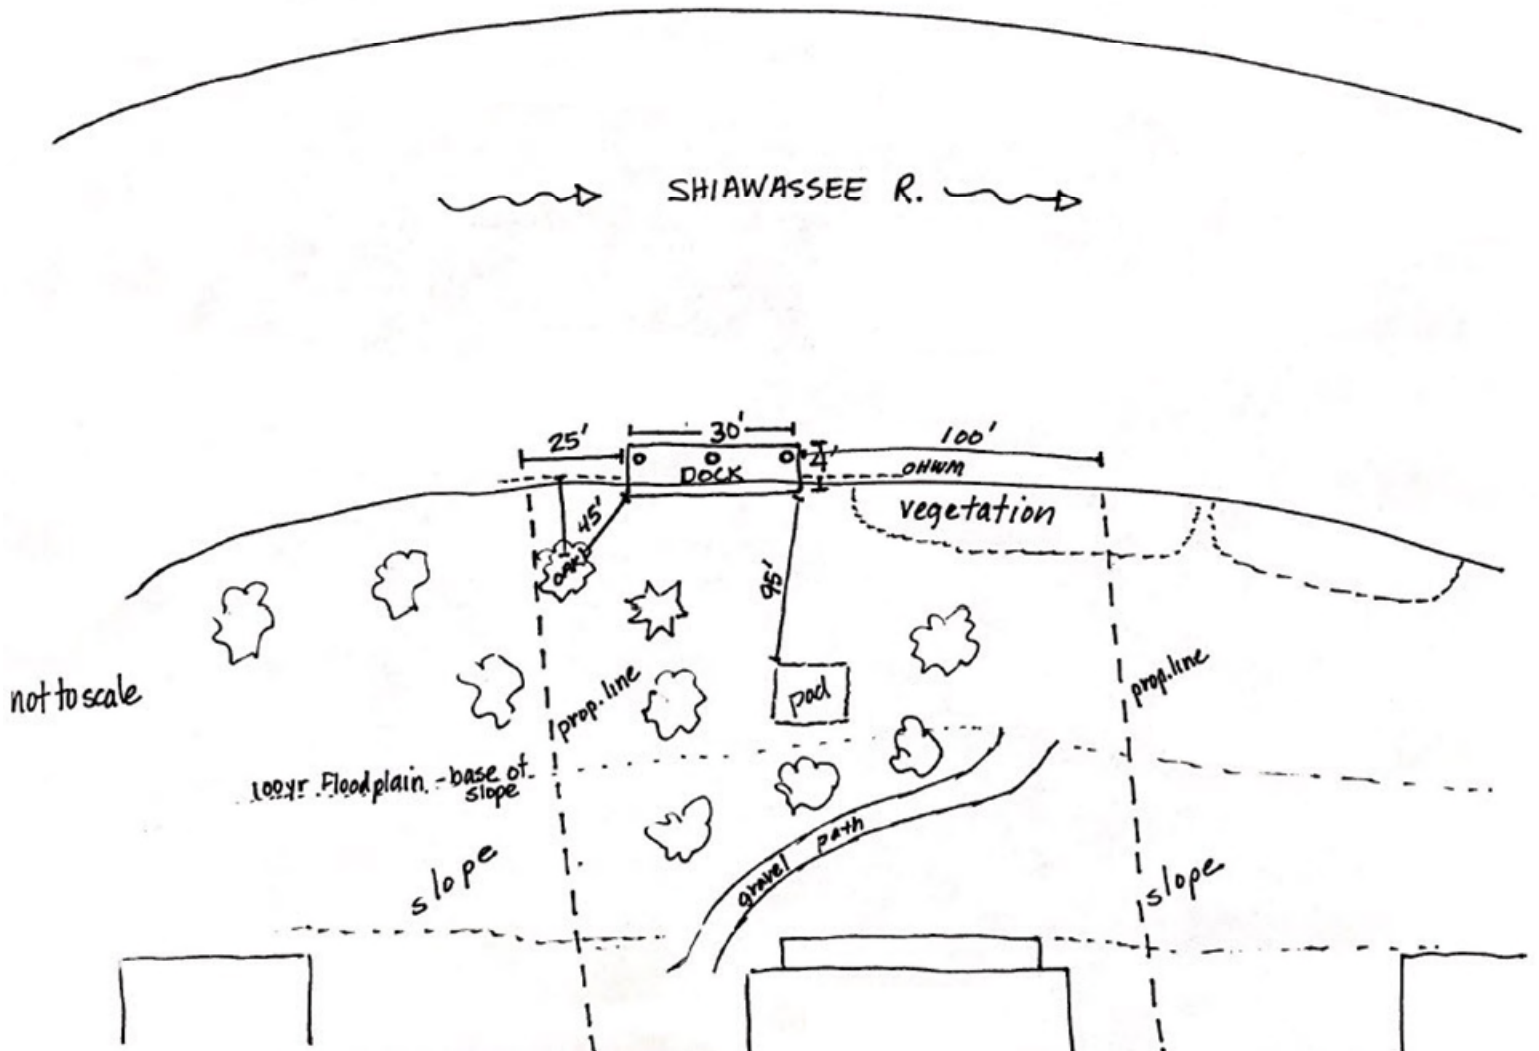 SHIAWASSEE R.
25'
30'
4'
100'
DOCK
OHWM
vegetation
45'
OAK
95'
not to scale
prop. line
pad
prop. line
100yr. Floodplain - base of
slope
slope
gravel path
slope